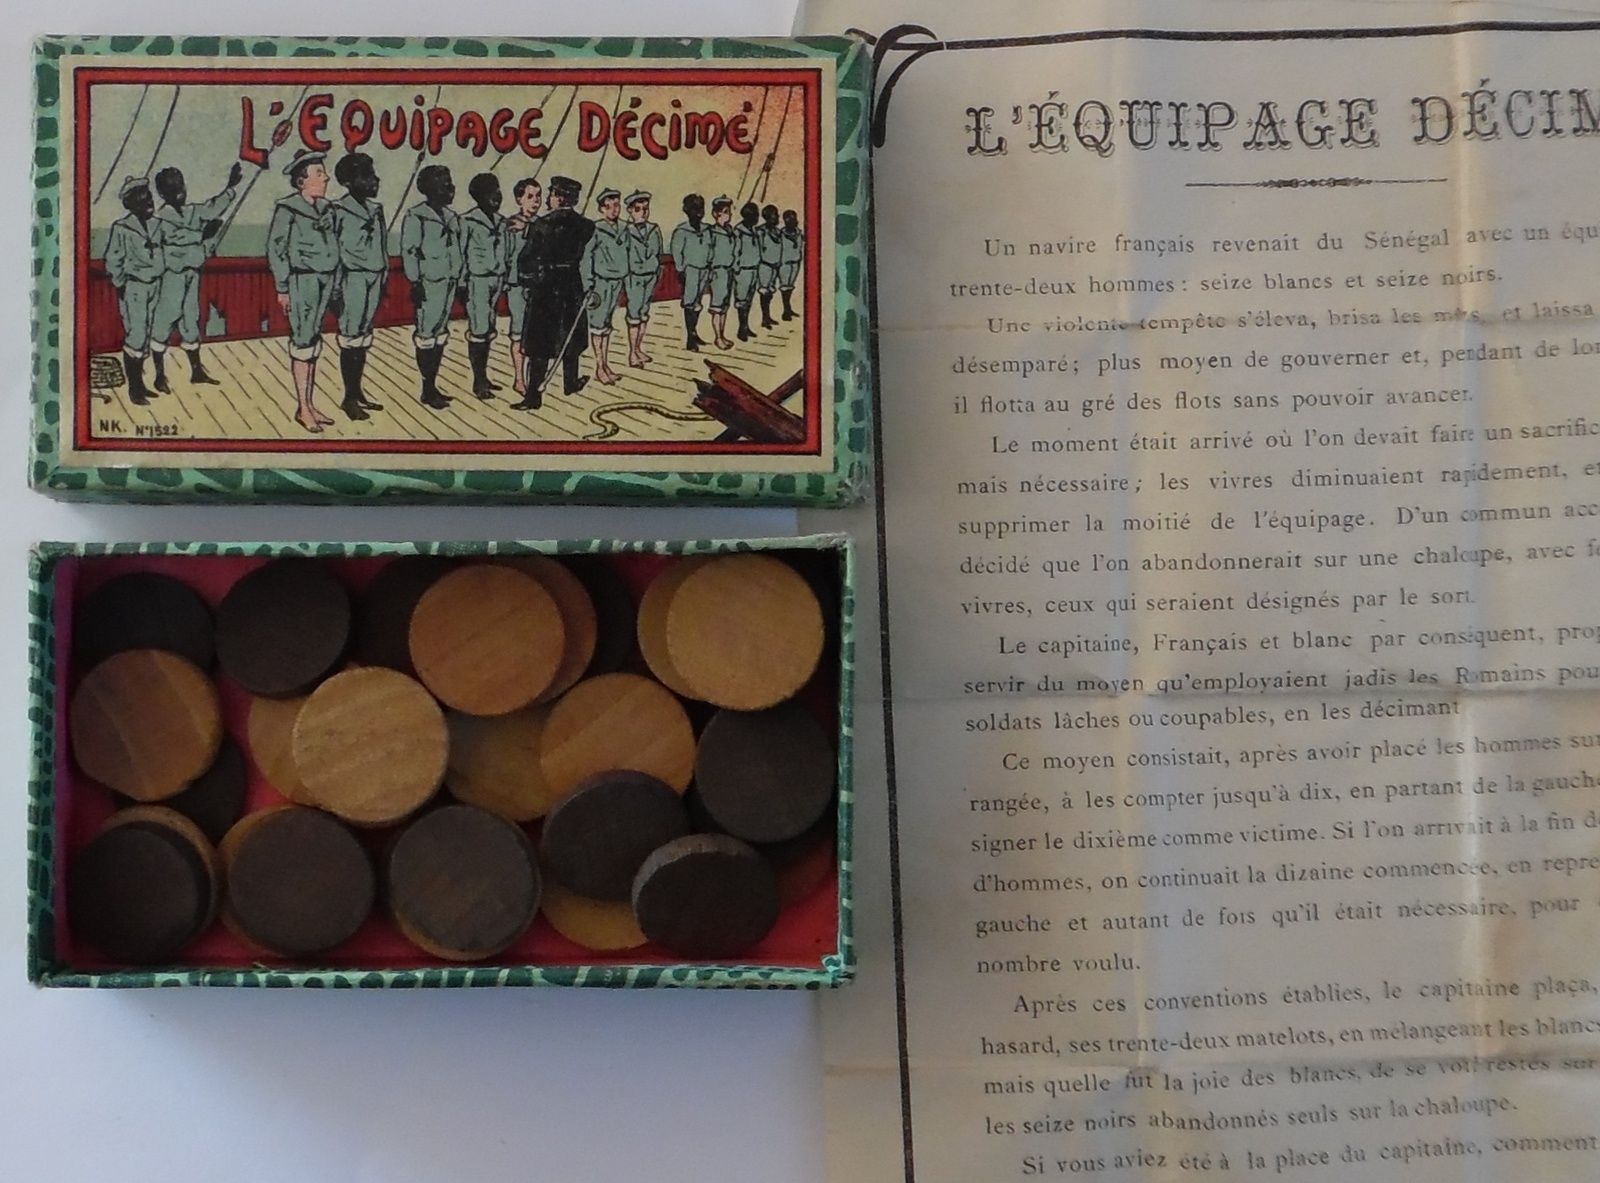 L'EQUIPAGE DÉCIMÉ
NK. N°1522
L'ÉQUIPAGE DÉCIM
Un navire français revenait du Sénégal avec un équ
trente-deux hommes : seize blancs et seize noirs.
Une violente tempête s'éleva, brisa les mâts, et laissa
désemparé; plus moyen de gouverner et, pendant de lon
il flotta au gré des flots sans pouvoir avancer.
Le moment était arrivé où l'on devait faire un sacrific
mais nécessaire; les vivres diminuaient rapidement, et
supprimer la moitié de l'équipage. D'un commun acc
décidé que l'on abandonnerait sur une chaloupe, avec fo
vivres, ceux qui seraient désignés par le sort.
Le capitaine, Français et blanc par conséquent, prop
servir du moyen qu'employaient jadis les Romains pou
soldats lâches ou coupables, en les décimant
Ce moyen consistait, après avoir placé les hommes sur
rangée, à les compter jusqu'à dix, en partant de la gauche
signer le dixième comme victime. Si l'on arrivait à la fin de
d'hommes, on continuait la dizaine commencée, en repre
gauche et autant de fois qu'il était nécessaire, pour
nombre voulu.
Après ces conventions établies, le capitaine plaça,
hasard, ses trente-deux matelots, en mélangeant les blancs
mais quelle fut la joie des blancs, de se voir restés sur
les seize noirs abandonnés seuls sur la chaloupe.
Si vous aviez été à la place du capitaine, comment